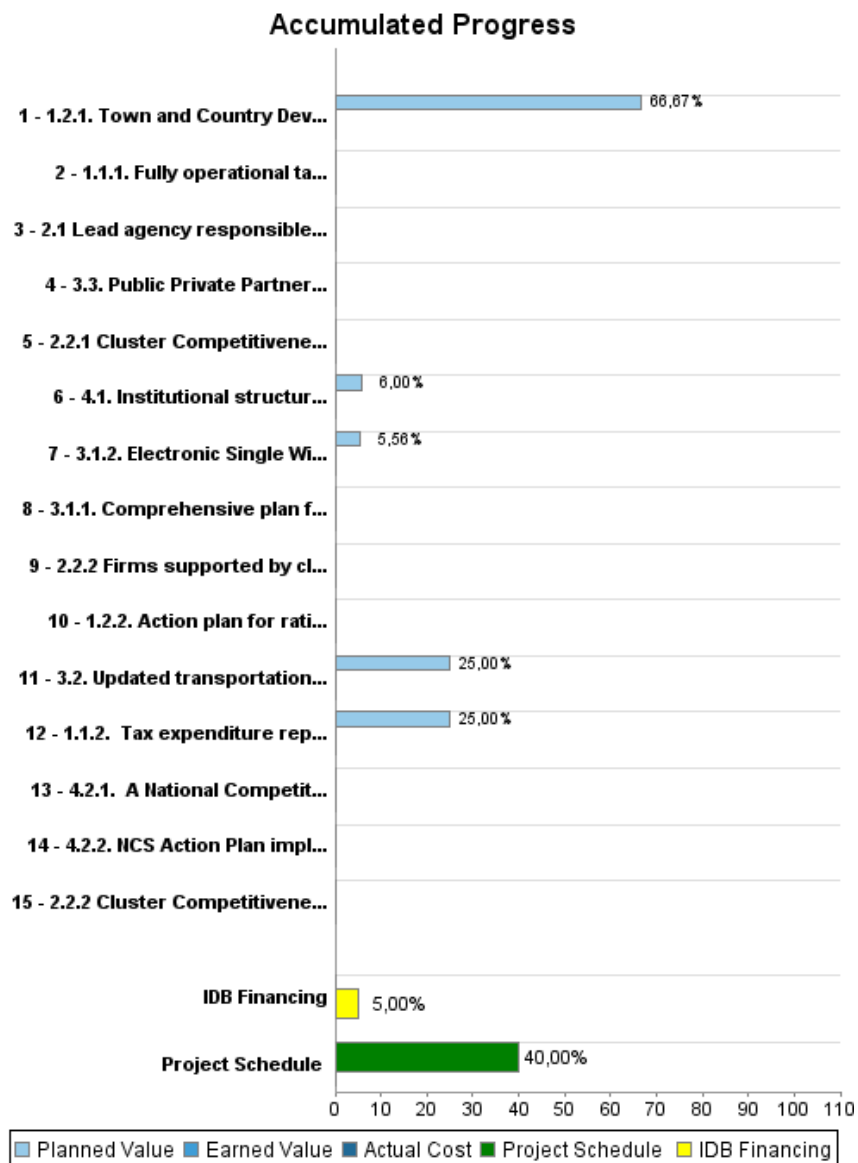 Accumulated Progress
1 - 1.2.1. Town and Country Dev...
66,67%
2 - 1.1.1. Fully operational ta...
3 - 2.1 Lead agency responsible...
4 - 3.3. Public Private Partner...
5 - 2.2.1 Cluster Competitivene...
6 - 4.1. Institutional structur...
6,00%
7 - 3.1.2. Electronic Single Wi...
5,56%
8 - 3.1.1. Comprehensive plan f...
9 - 2.2.2 Firms supported by cl...
10 - 1.2.2. Action plan for rati...
11 - 3.2. Updated transportation...
25,00%
12 - 1.1.2.  Tax expenditure rep...
25,00%
13 - 4.2.1.  A National Competit...
14 - 4.2.2. NCS Action Plan impl...
15 - 2.2.2 Cluster Competitivene...
IDB Financing
5,00%
Project Schedule
40,00%
0 10 20 30 40 50 60 70 80 90 100 110
Planned Value Earned Value Actual Cost Project Schedule IDB Financing